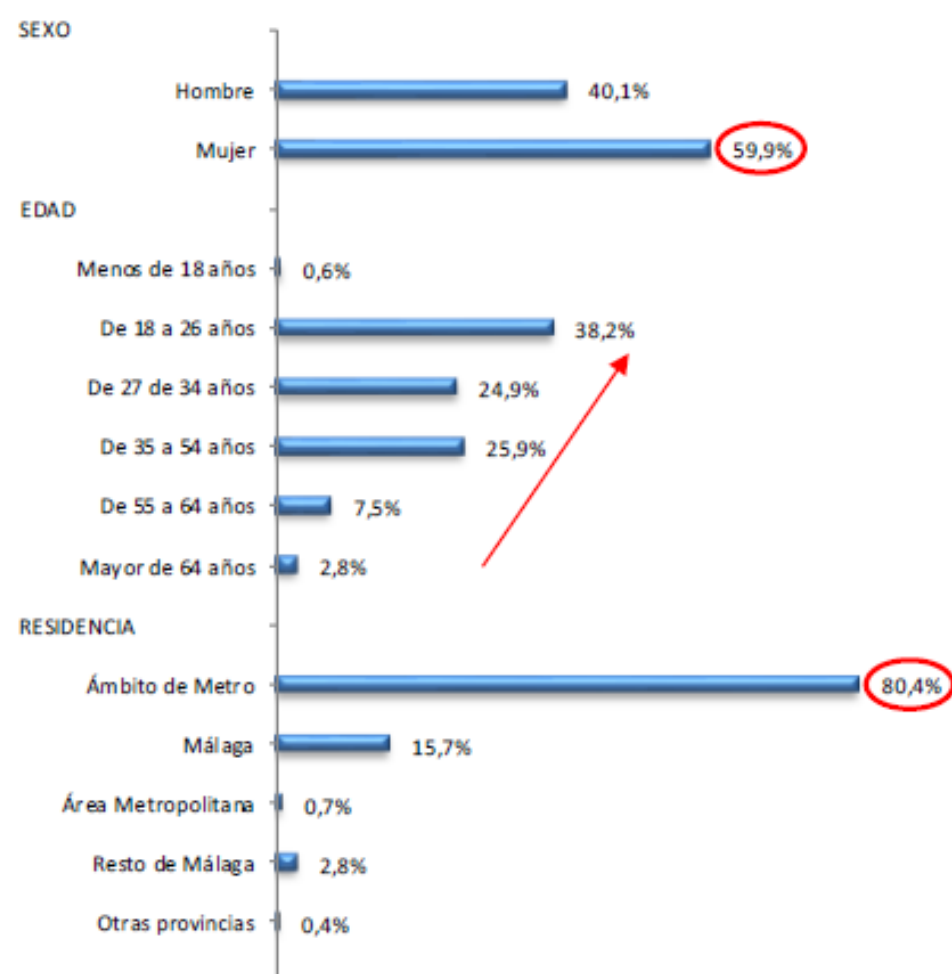 SEXO
Hombre 40,1%
Mujer 59,9%
EDAD
Menos de 18 años 0,6%
De 18 a 26 años 38,2%
De 27 de 34 años 24,9%
De 35 a 54 años 25,9%
De 55 a 64 años 7,5%
Mayor de 64 años 2,8%
RESIDENCIA
Ámbito de Metro 80,4%
Málaga 15,7%
Área Metropolitana 0,7%
Resto de Málaga 2,8%
Otras provincias 0,4%